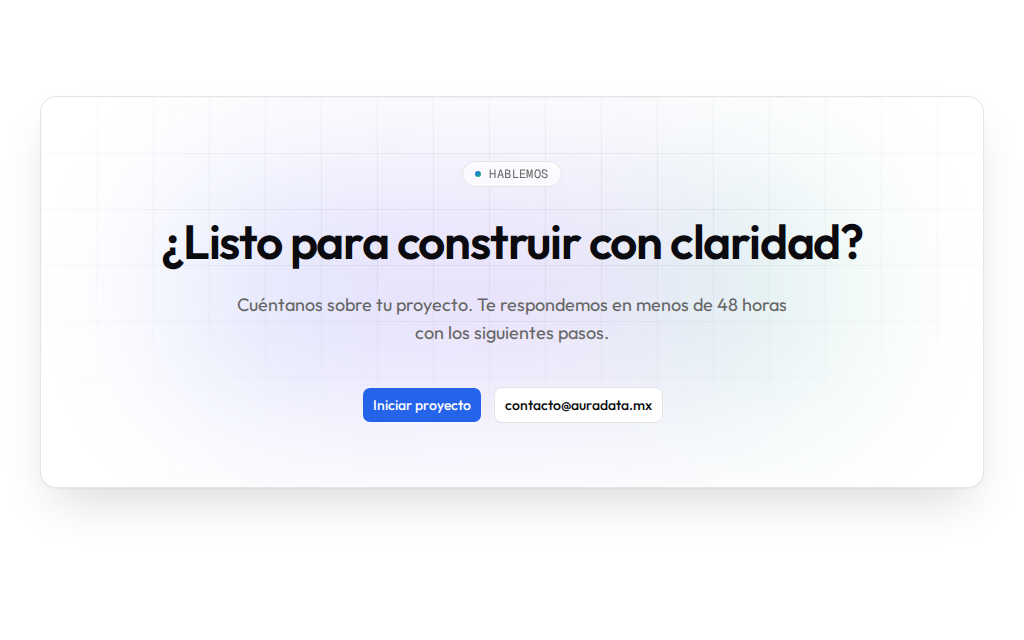 HABLEMOS
¿Listo para construir con claridad?
Cuéntanos sobre tu proyecto. Te respondemos en menos de 48 horas
con los siguientes pasos.
Iniciar proyecto
contacto@auradata.mx